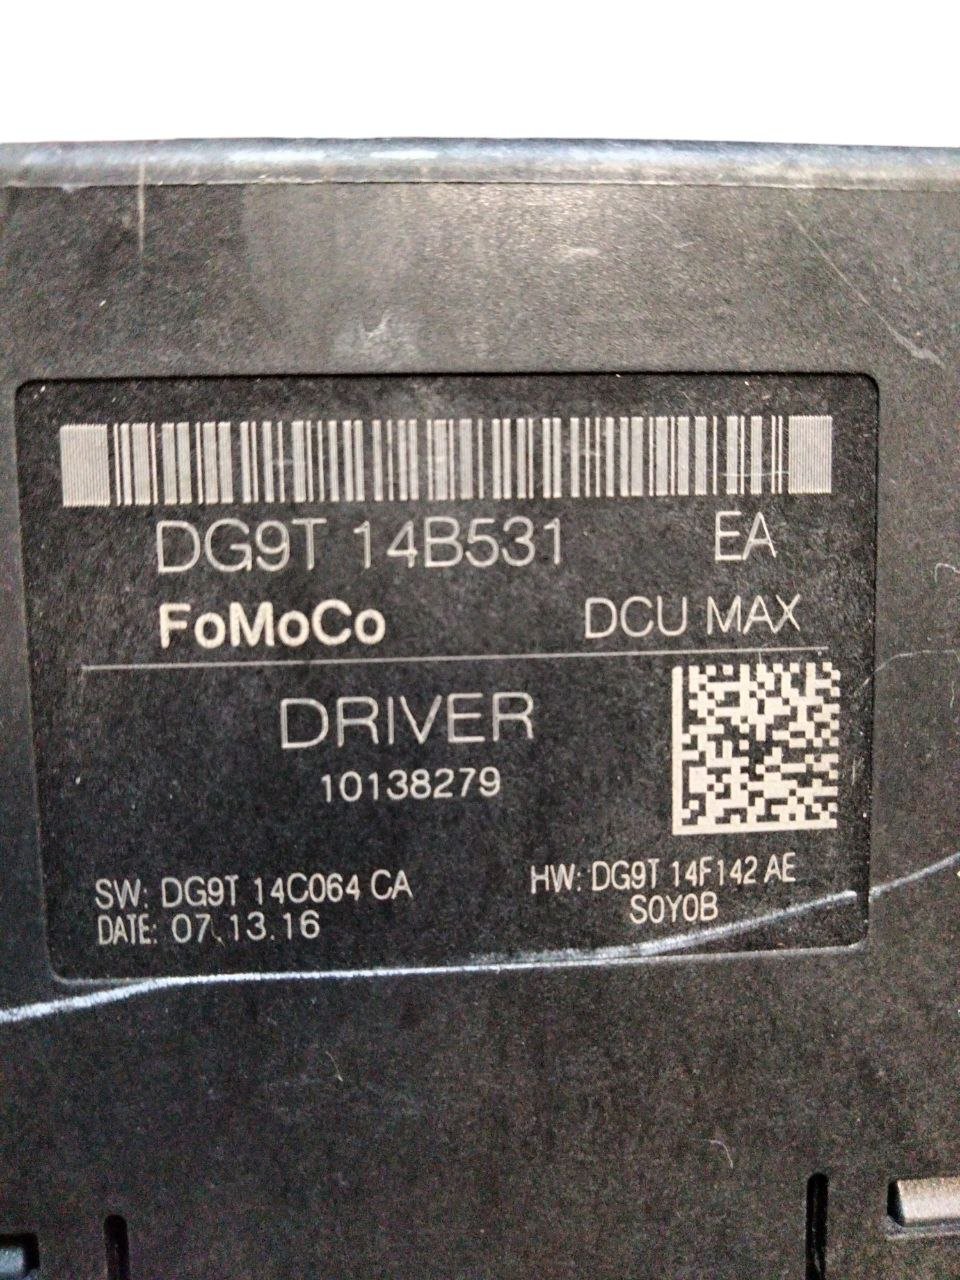 DG9T 14B531 EA
FoMoCo DCU MAX
DRIVER
10138279
SW: DG9T 14C064 CA
DATE: 07.13.16
HW: DG9T 14F142 AE
S0Y0B